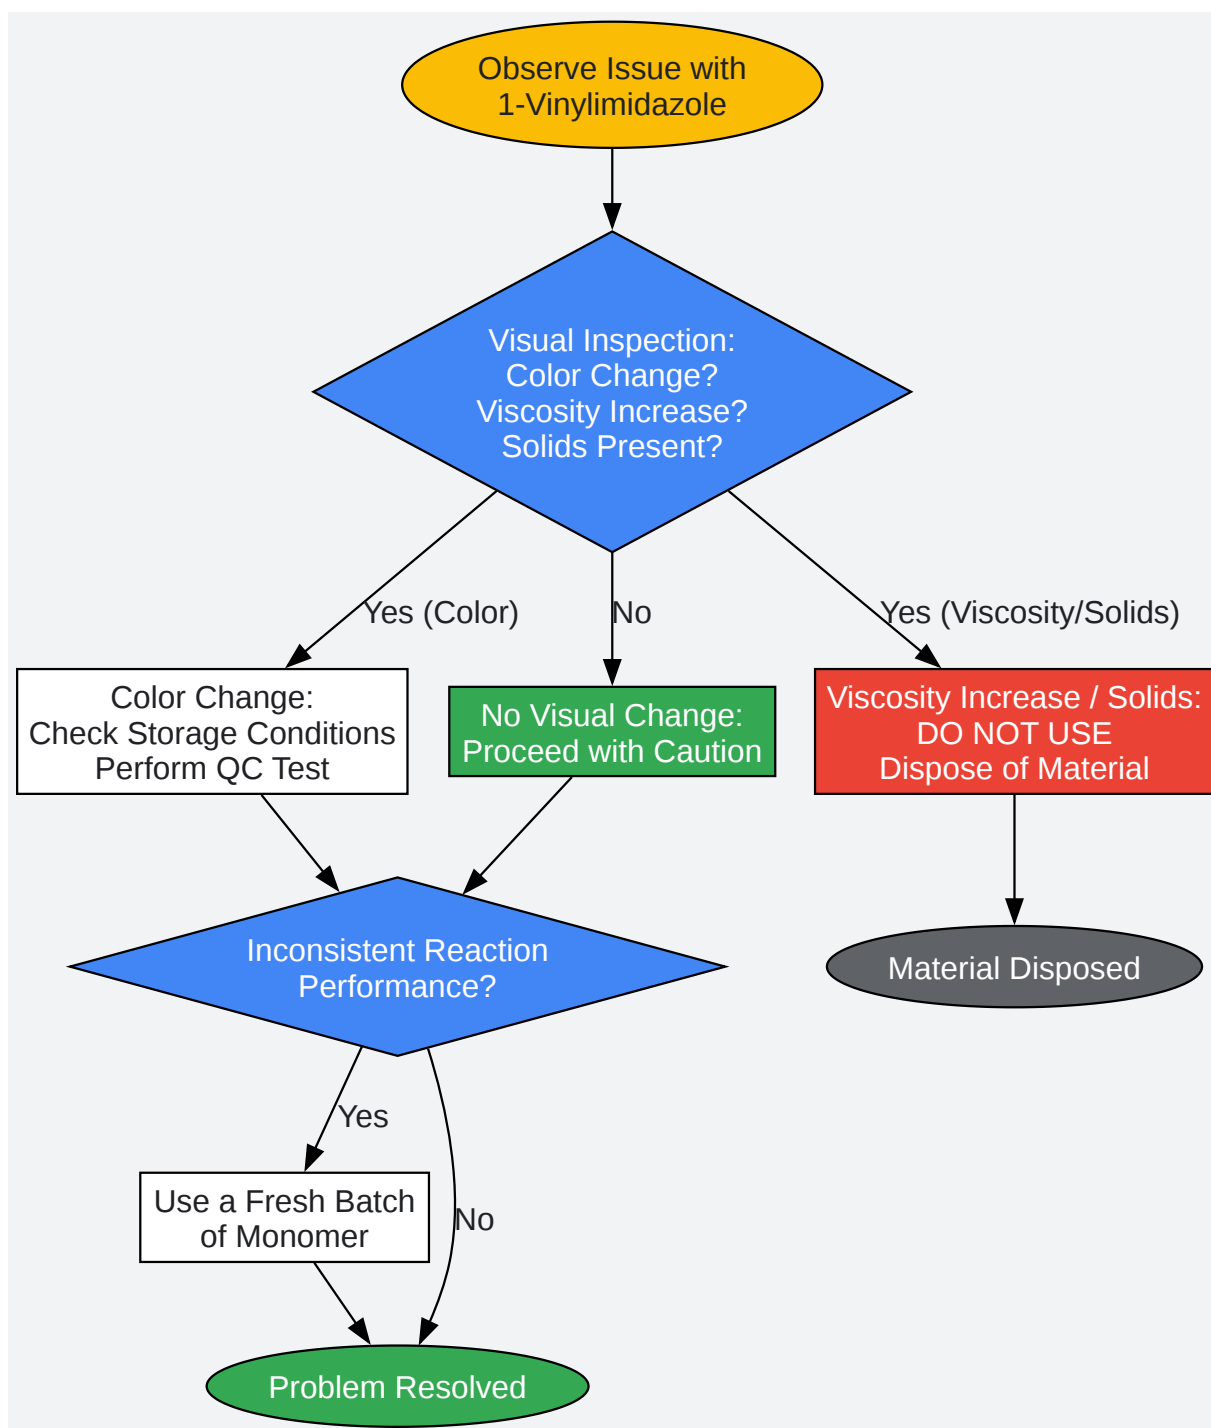 Observe Issue with
1-Vinylimidazole
Visual Inspection:
Color Change?
Viscosity Increase?
Solids Present?
Yes (Color)
No
Yes (Viscosity/Solids)
Color Change:
Check Storage Conditions
Perform QC Test
No Visual Change:
Proceed with Caution
Viscosity Increase / Solids:
DO NOT USE
Dispose of Material
Inconsistent Reaction
Performance?
Material Disposed
Yes
Use a Fresh Batch
of Monomer
No
Problem Resolved